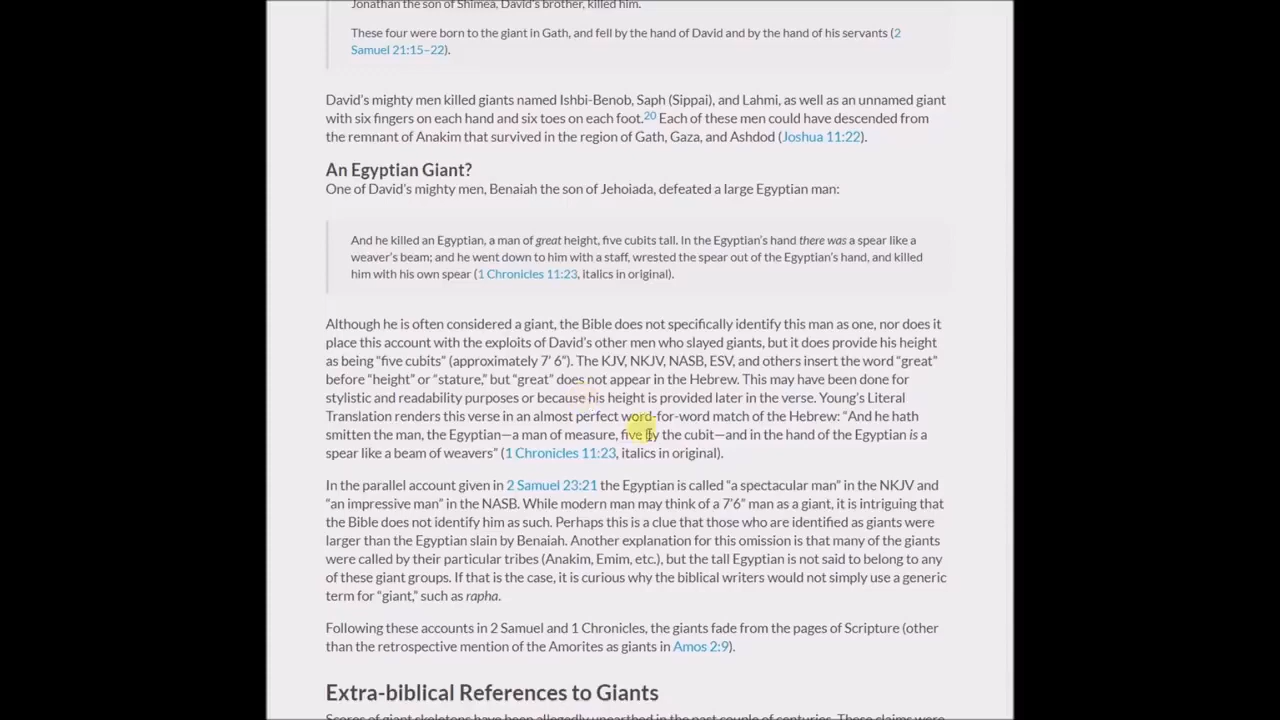 Jonathan the son of Shimea, David's brother, killed him.
These four were born to the giant in Gath, and fell by the hand of David and by the hand of his servants (2
Samuel 21:15–22).
David's mighty men killed giants named Ishbi-Benob, Saph (Sippai), and Lahmi, as well as an unnamed giant
with six fingers on each hand and six toes on each foot.20 Each of these men could have descended from
the remnant of Anakim that survived in the region of Gath, Gaza, and Ashdod (Joshua 11:22).
An Egyptian Giant?
One of David's mighty men, Benaiah the son of Jehoiada, defeated a large Egyptian man:
And he killed an Egyptian, a man of great height, five cubits tall. In the Egyptian's hand there was a spear like a
weaver's beam; and he went down to him with a staff, wrested the spear out of the Egyptian's hand, and killed
him with his own spear (1 Chronicles 11:23, italics in original).
Although he is often considered a giant, the Bible does not specifically identify this man as one, nor does it
place this account with the exploits of David's other men who slayed giants, but it does provide his height
as being "five cubits" (approximately 7' 6"). The KJV, NKJV, NASB, ESV, and others insert the word "great"
before "height" or "stature," but "great" does not appear in the Hebrew. This may have been done for
stylistic and readability purposes or because his height is provided later in the verse. Young's Literal
Translation renders this verse in an almost perfect word-for-word match of the Hebrew: "And he hath
smitten the man, the Egyptian—a man of measure, five by the cubit—and in the hand of the Egyptian is a
spear like a beam of weavers" (1 Chronicles 11:23, italics in original).
In the parallel account given in 2 Samuel 23:21 the Egyptian is called "a spectacular man" in the NKJV and
"an impressive man" in the NASB. While modern man may think of a 7'6" man as a giant, it is intriguing that
the Bible does not identify him as such. Perhaps this is a clue that those who are identified as giants were
larger than the Egyptian slain by Benaiah. Another explanation for this omission is that many of the giants
were called by their particular tribes (Anakim, Emim, etc.), but the tall Egyptian is not said to belong to any
of these giant groups. If that is the case, it is curious why the biblical writers would not simply use a generic
term for "giant," such as rapha.
Following these accounts in 2 Samuel and 1 Chronicles, the giants fade from the pages of Scripture (other
than the retrospective mention of the Amorites as giants in Amos 2:9).
Extra-biblical References to Giants
Scores of giant skeletons have been allegedly unearthed in the past couple of centuries. These claims were